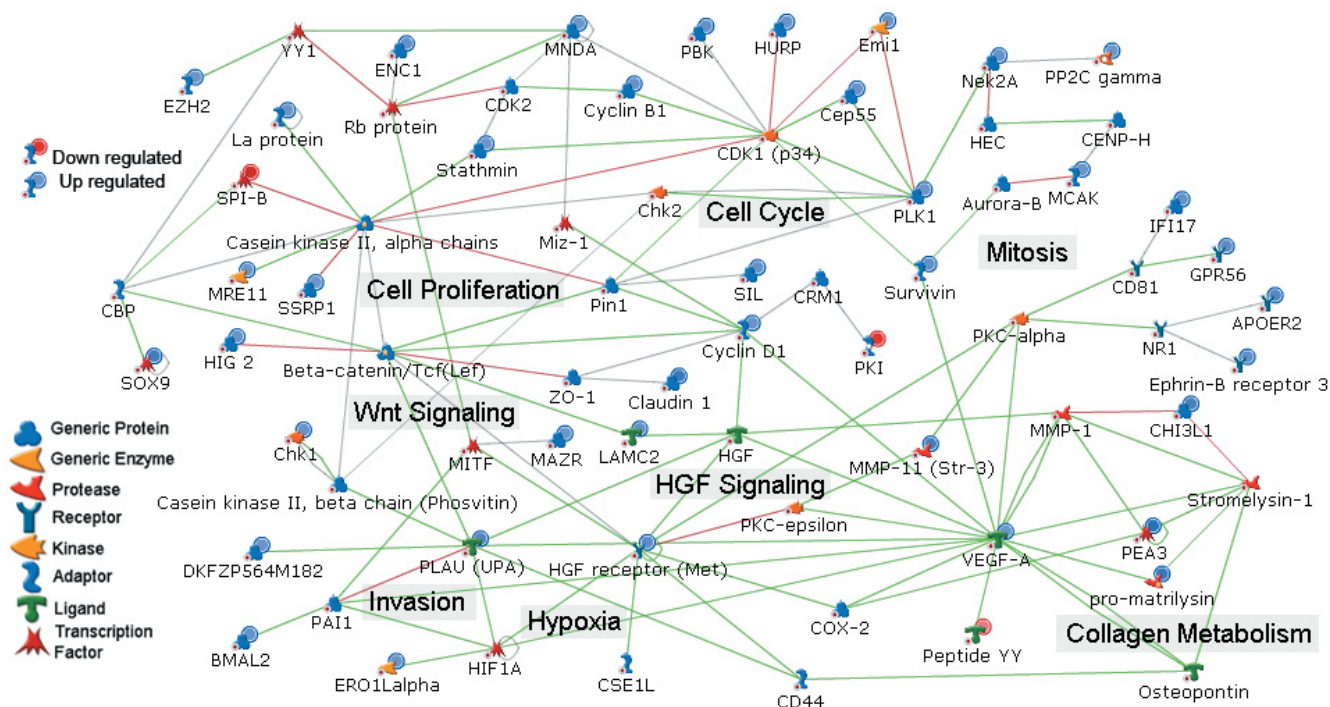 YY1
MNDA
PBK
HURP
Emi1
ENC1
Nek2A
PP2C gamma
EZH2
CDK2
Cyclin B1
Cep55
La protein
Rb protein
HEC
CENP-H
Down regulated
Up regulated
Stathmin
CDK1 (p34)
SPI-B
Chk2
Cell Cycle
PLK1
Aurora-B
MCAK
IFI17
Casein kinase II, alpha chains
Miz-1
Mitosis
GPR56
MRE11
SSRP1
Cell Proliferation
Pin1
SIL
CRM1
Survivin
CD81
CBP
PKC-alpha
APOER2
HIG 2
Cyclin D1
NR1
PKI
SOX9
Beta-catenin/Tcf(Lef)
ZO-1
Claudin 1
Ephrin-B receptor 3
Wnt Signaling
Generic Protein
Generic Enzyme
Protease
Receptor
Kinase
Adaptor
Ligand
Transcription
Factor
Chk1
MITF
MAZR
LAMC2
HGF
MMP-1
CHI3L1
MMP-11 (Str-3)
Casein kinase II, beta chain (Phosvitin)
HGF Signaling
Stromelysin-1
PKC-epsilon
DKFZP564M182
PLAU (UPA)
HGF receptor (Met)
VEGF-A
PEA3
Invasion
Hypoxia
pro-matrilysin
PAI1
COX-2
Collagen Metabolism
BMAL2
HIF1A
Peptide YY
ERO1Lalpha
CSE1L
CD44
Osteopontin